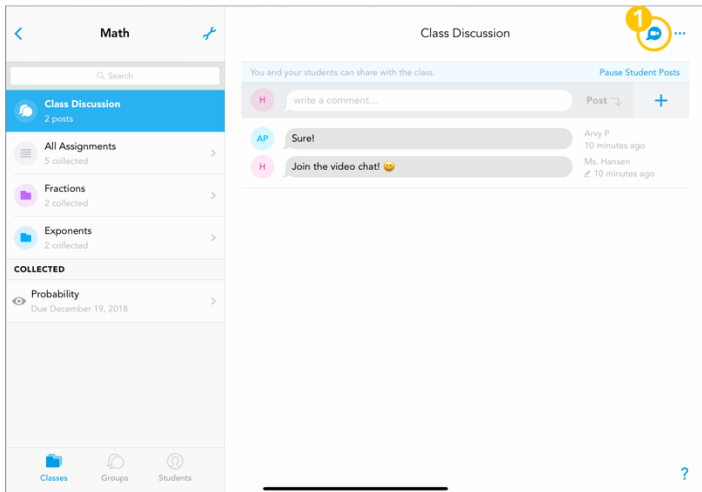 Math
Search
Class Discussion
2 posts
All Assignments
5 collected
Fractions
2 collected
Exponents
2 collected
COLLECTED
Probability
Due December 19, 2018
Classes
Groups
Students
Class Discussion
1
You and your students can share with the class.
Pause Student Posts
H
write a comment...
Post
AP
Sure!
Arvy P
10 minutes ago
H
Join the video chat! 😀
Ms. Hansen
10 minutes ago
?